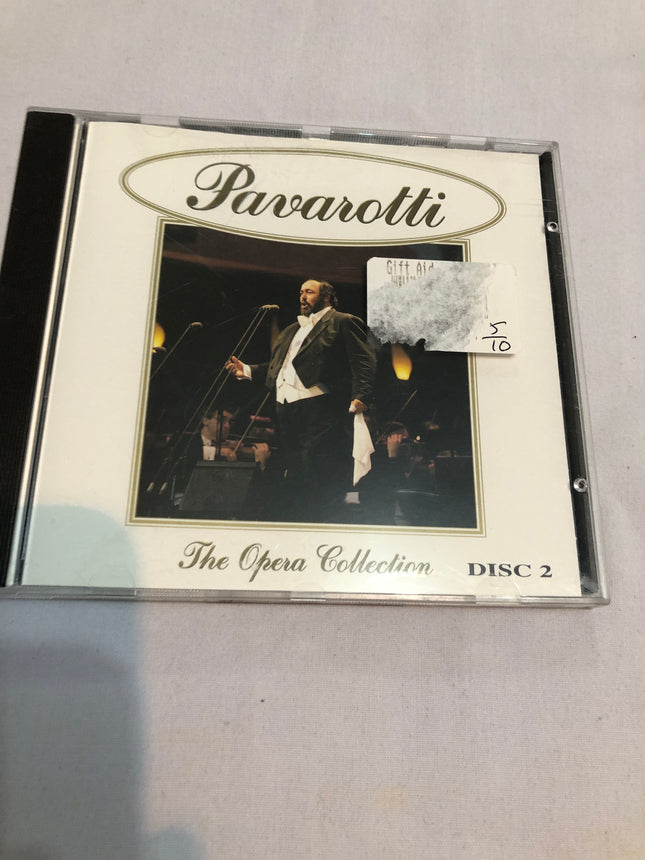 Pavarotti
Gift Aid
5
10
The Opera Collection
DISC 2